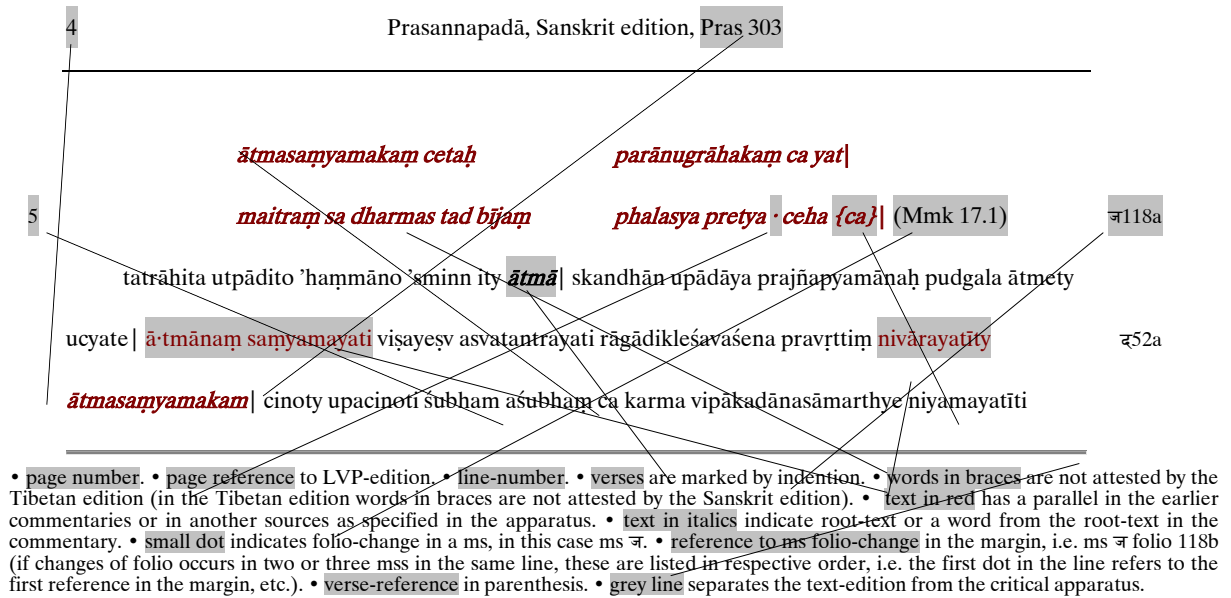 4 Prasannapadā, Sanskrit edition, Pras 303
ātmasaṃyamakaṃ cetaḥ parānugrāhakaṃ ca yat|
5 maitraṃ sa dharmas tad bījaṃ phalasya pretya · ceha {ca}| (Mmk 17.1) ज118a
tatrāhita utpādito ’haṃmāno ’sminn ity ātmā| skandhān upādāya prajñapyamānaḥ pudgala ātmety
ucyate| ā·tmānaṃ saṃyamayati viṣayeṣv asvatantrayati rāgādikleśavaśena pravṛttiṃ nivārayatīty द52a
ātmasaṃyamakam| cinoty upacinoti śubham aśubhaṃ ca karma vipākadānasāmarthye niyamayatīti
• page number. • page reference to LVP-edition. • line-number. • verses are marked by indention. • words in braces are not attested by the
Tibetan edition (in the Tibetan edition words in braces are not attested by the Sanskrit edition). • text in red has a parallel in the earlier
commentaries or in another sources as specified in the apparatus. • text in italics indicate root-text or a word from the root-text in the
commentary. • small dot indicates folio-change in a ms, in this case ms ज. • reference to ms folio-change in the margin, i.e. ms ज folio 118b
(if changes of folio occurs in two or three mss in the same line, these are listed in respective order, i.e. the first dot in the line refers to the
first reference in the margin, etc.). • verse-reference in parenthesis. • grey line separates the text-edition from the critical apparatus.